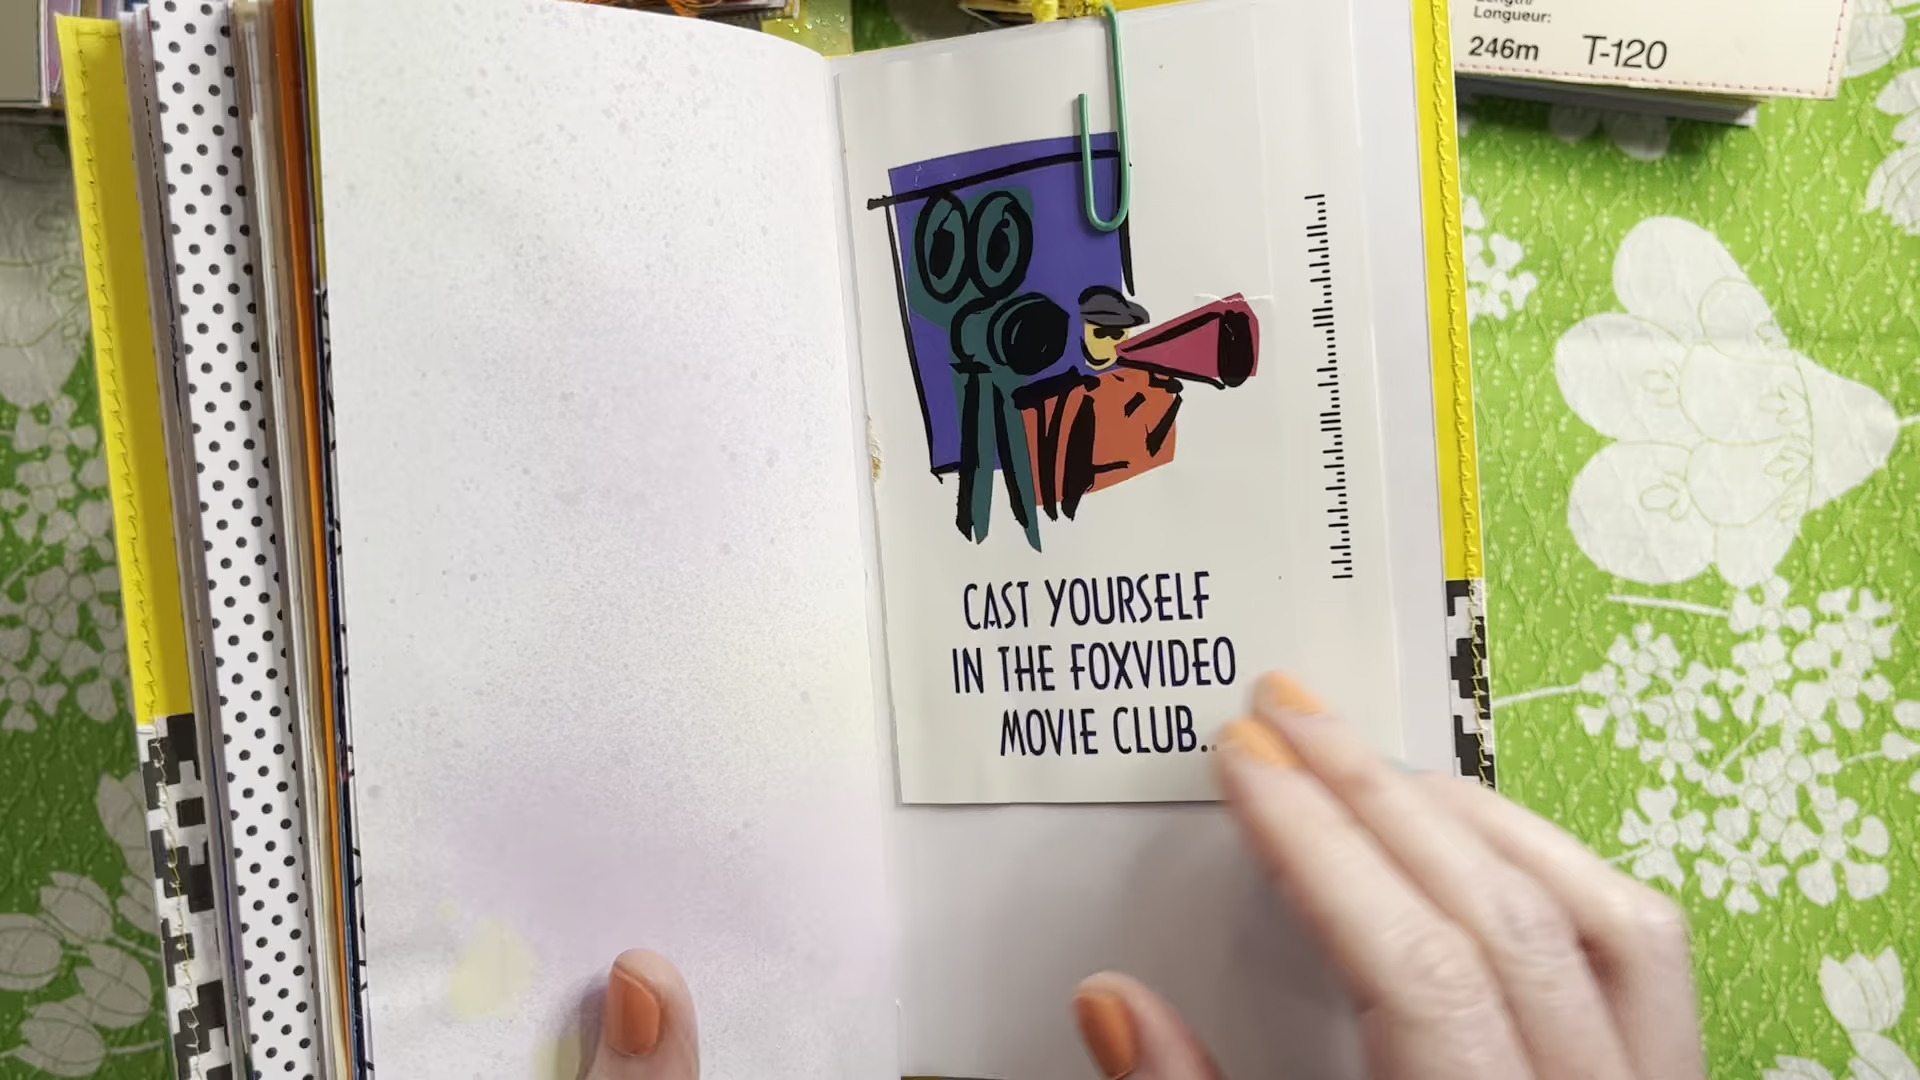 Longueur:
246m T-120
CAST YOURSELF
IN THE FOXVIDEO
MOVIE CLUB...